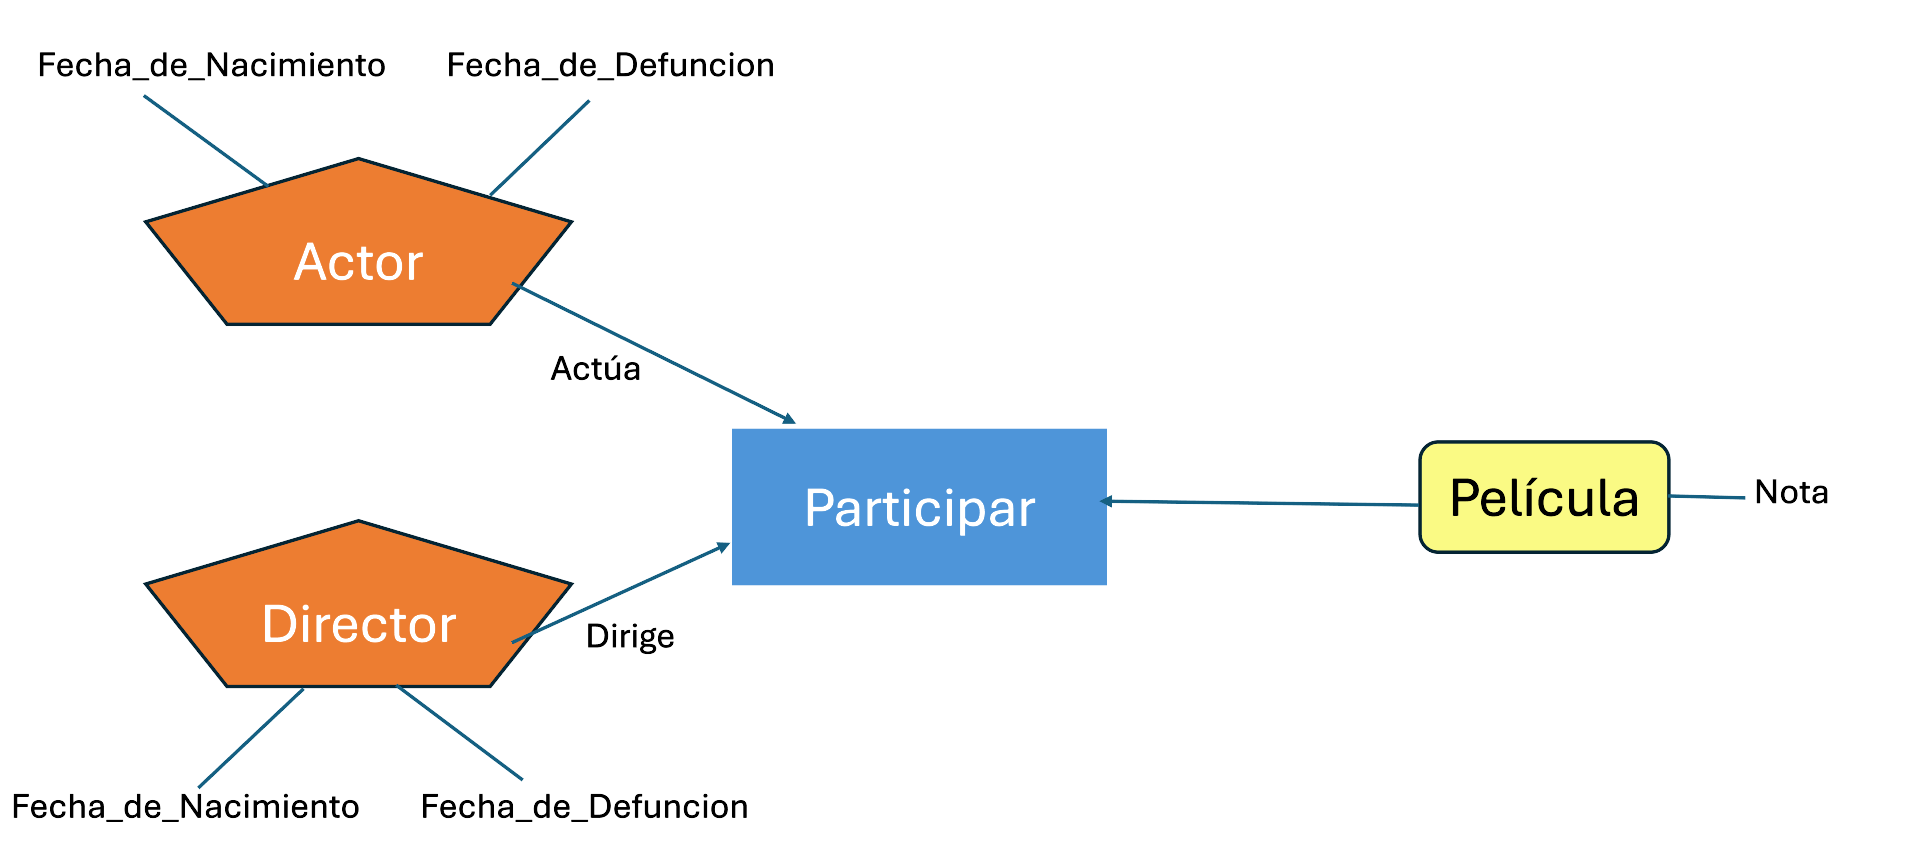 Fecha_de_Nacimiento
Fecha_de_Defuncion
Actor
Actúa
Participar
Película
Nota
Director
Dirige
Fecha_de_Nacimiento
Fecha_de_Defuncion